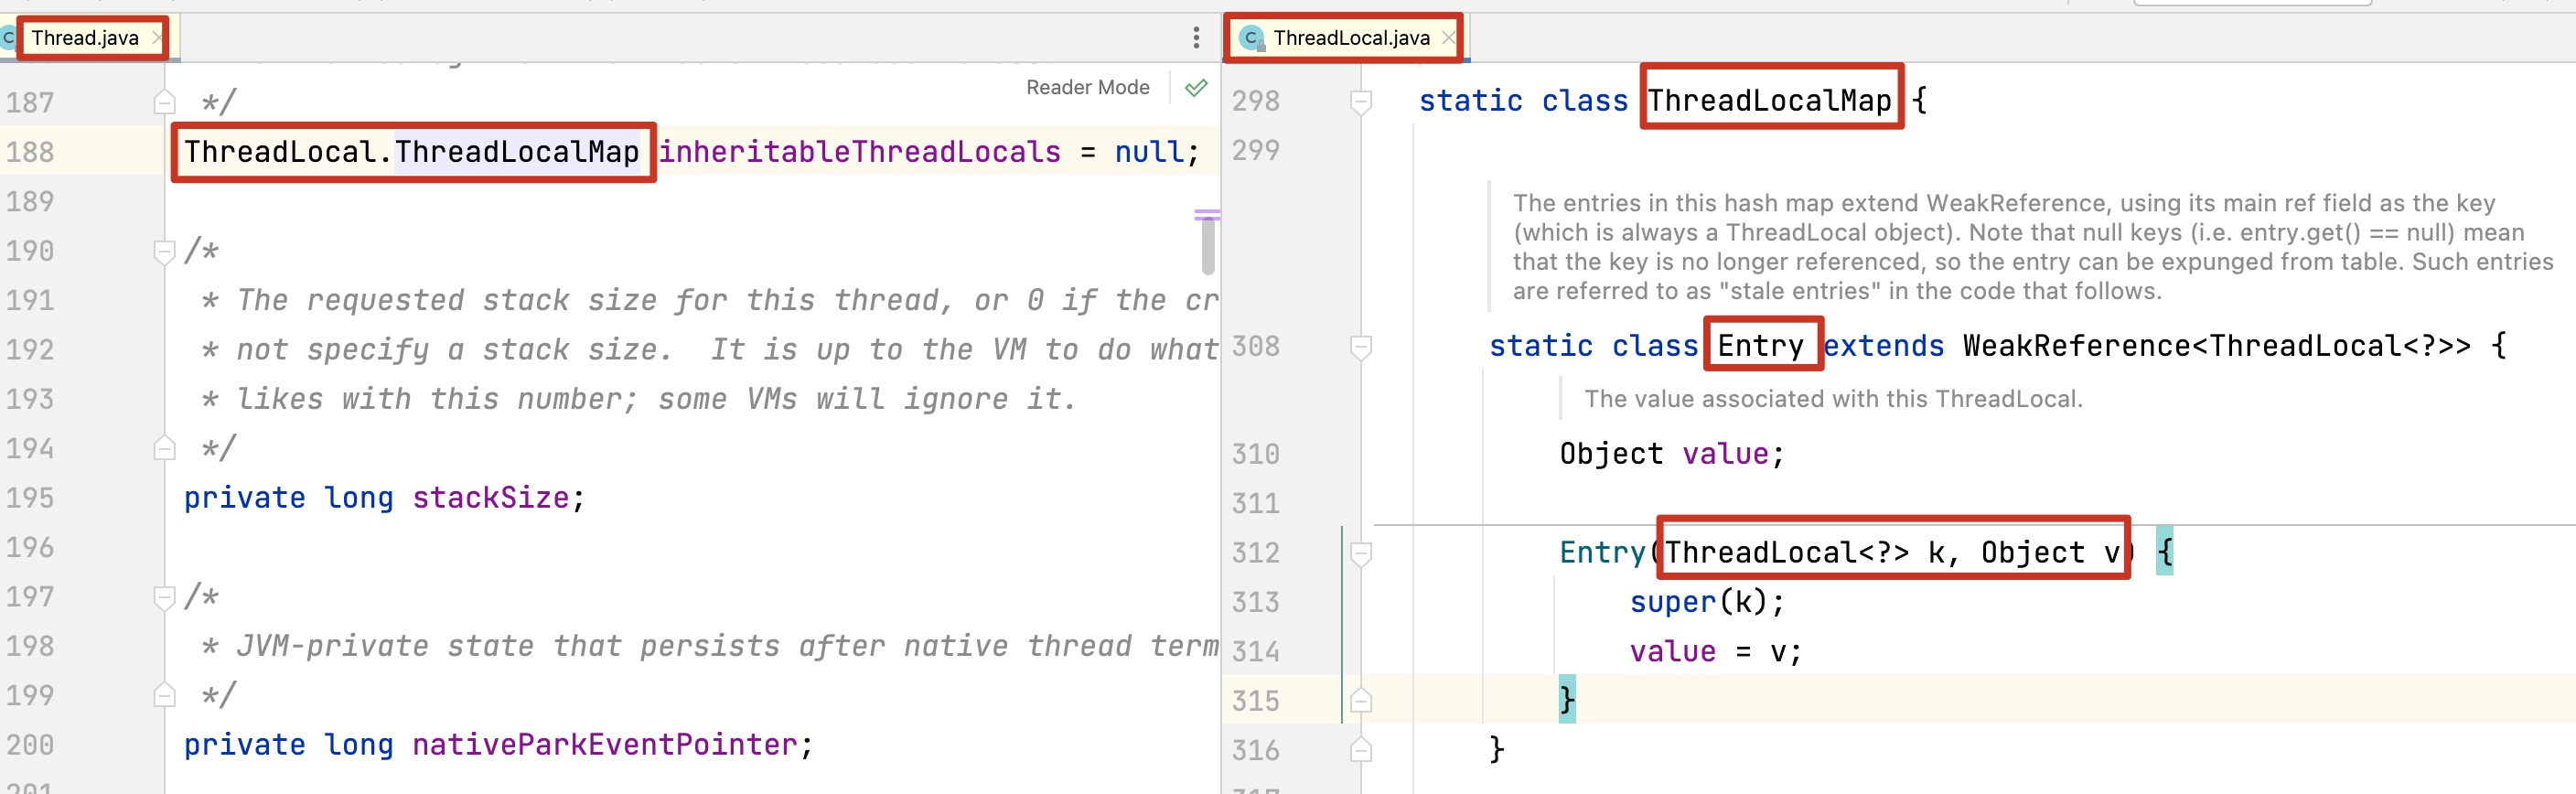 Thread.java
ThreadLocal.java
Reader Mode
187 */
188 ThreadLocal.ThreadLocalMap inheritableThreadLocals = null;
189
190 /*
191 * The requested stack size for this thread, or 0 if the cr
192 * not specify a stack size.  It is up to the VM to do what
193 * likes with this number; some VMs will ignore it.
194 */
195 private long stackSize;
196
197 /*
198 * JVM-private state that persists after native thread term
199 */
200 private long nativeParkEventPointer;
201
298 static class ThreadLocalMap {
299
The entries in this hash map extend WeakReference, using its main ref field as the key
(which is always a ThreadLocal object). Note that null keys (i.e. entry.get() == null) mean
that the key is no longer referenced, so the entry can be expunged from table. Such entries
are referred to as "stale entries" in the code that follows.
308 static class Entry extends WeakReference<ThreadLocal<?>> {
The value associated with this ThreadLocal.
310 Object value;
311
312 Entry(ThreadLocal<?> k, Object v) {
313 super(k);
314 value = v;
315 }
316 }
317